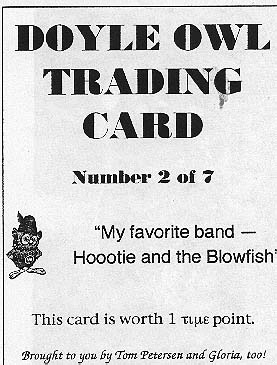 DOYLE OWL
TRADING
CARD
Number 2 of 7
"My favorite band —
Hoootie and the Blowfish"
This card is worth 1 τιμε point.
Brought to you by Tom Petersen and Gloria, too!